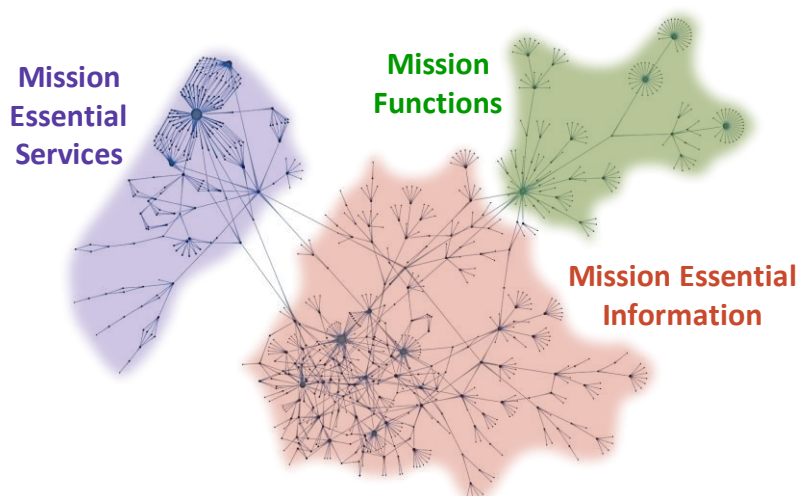 Mission
Essential
Services
Mission
Functions
Mission Essential
Information